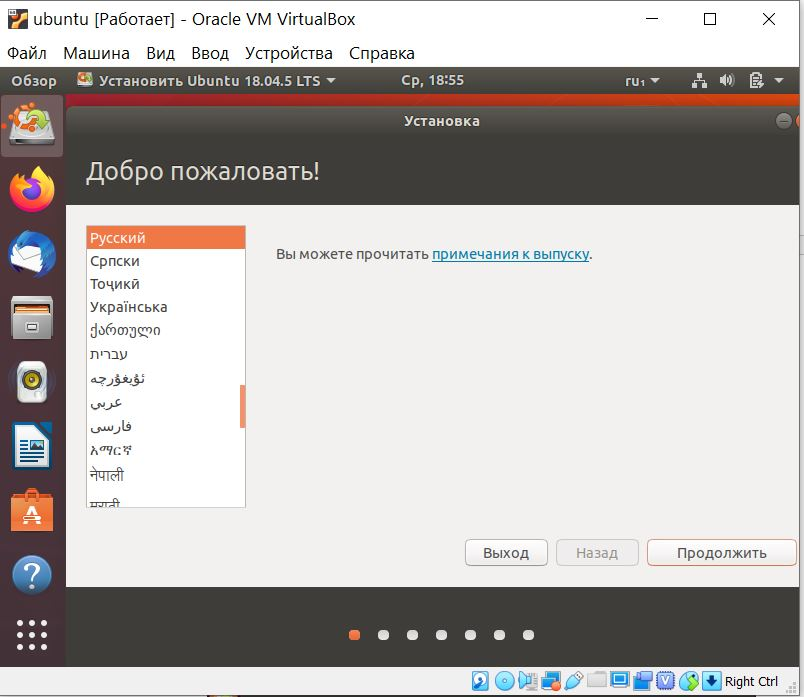 ubuntu [Работает] - Oracle VM VirtualBox
Файл Машина Вид Ввод Устройства Справка
Обзор Установить Ubuntu 18.04.5 LTS Ср, 18:55 ru₁
Установка
Добро пожаловать!
Русский
Српски
Тоҷикӣ
Українська
ქართული
עברית
ئۇيغۇرچە
عربي
فارسی
አማርኛ
नेपाली
मराठी
Вы можете прочитать примечания к выпуску.
Выход Назад Продолжить
Right Ctrl